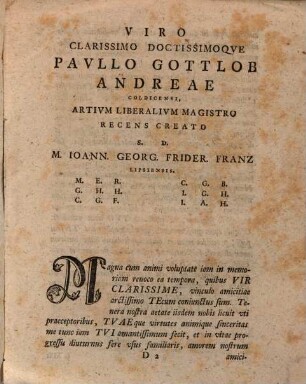 VIRO
CLARISSIMO DOCTISSIMOQVE
PAVLLO GOTTLOB
ANDREAE
COLDICENSI,
ARTIVM LIBERALIVM MAGISTRO
RECENS CREATO
S. D.
M. IOANN. GEORG. FRIDER. FRANZ
LIPSIENSIS.
M. E. R. C. G. B.
G. H. H. I. G. H.
C. G. F. I. A. H.
Magna cum animi voluptate iam in memo-
riam reuoco ea tempora, quibus VIR
CLARISSIME, vinculo amicitiae
arctissimo TEcum coniunctus sum. Te-
nera nostra aetate iisdem nobis licuit vti
praeceptoribus, TVAEque virtutes animique sinceritas
me tunc iam TVI amantissimum fecit, et in vitae pro-
gressu diuturnus fere vsus familiaris, amorem nostrum
D 2 amici-